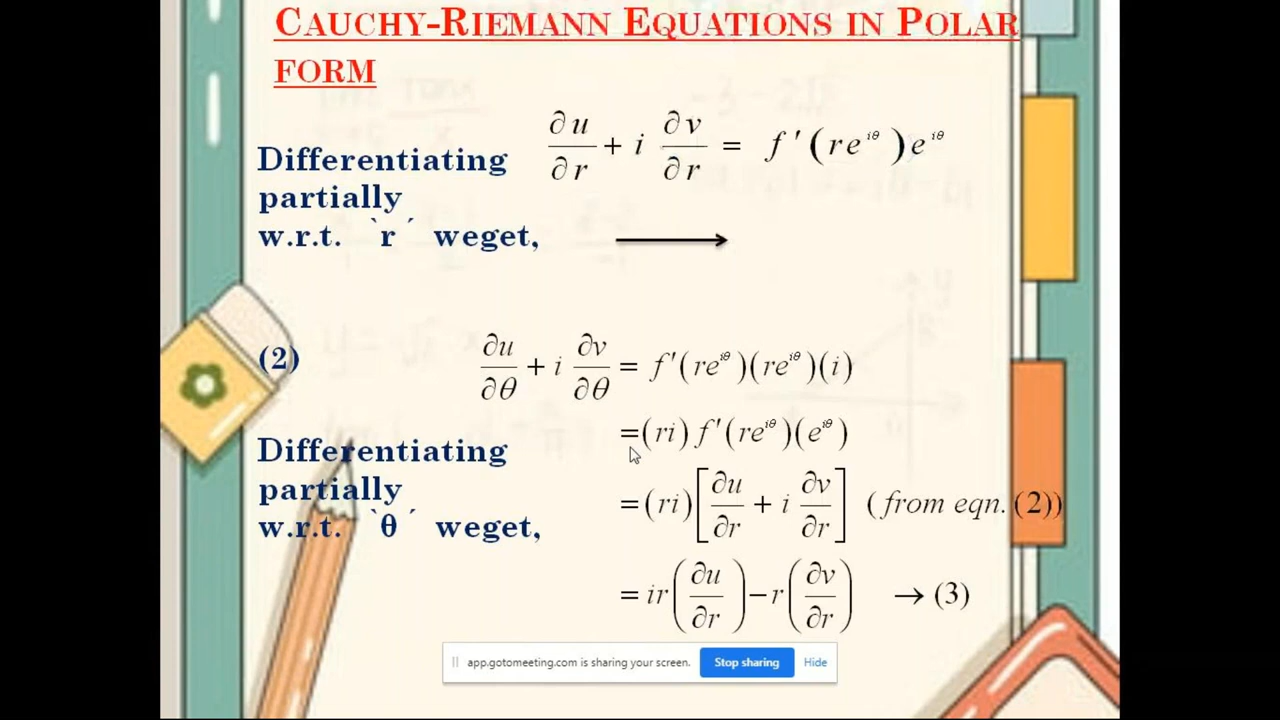 CAUCHY-RIEMANN EQUATIONS IN POLAR
FORM
Differentiating
partially
w.r.t. `r´ weget,
∂u/∂r + i ∂v/∂r = f′(re^{iθ})e^{iθ}
⟶
(2)
Differentiating
partially
w.r.t. `θ´ weget,
∂u/∂θ + i ∂v/∂θ = f′(re^{iθ})(re^{iθ})(i)
=(ri) f′(re^{iθ})(e^{iθ})
=(ri)[∂u/∂r + i ∂v/∂r] (from eqn.(2))
= ir(∂u/∂r) − r(∂v/∂r) → (3)
app.gotomeeting.com is sharing your screen. Stop sharing Hide